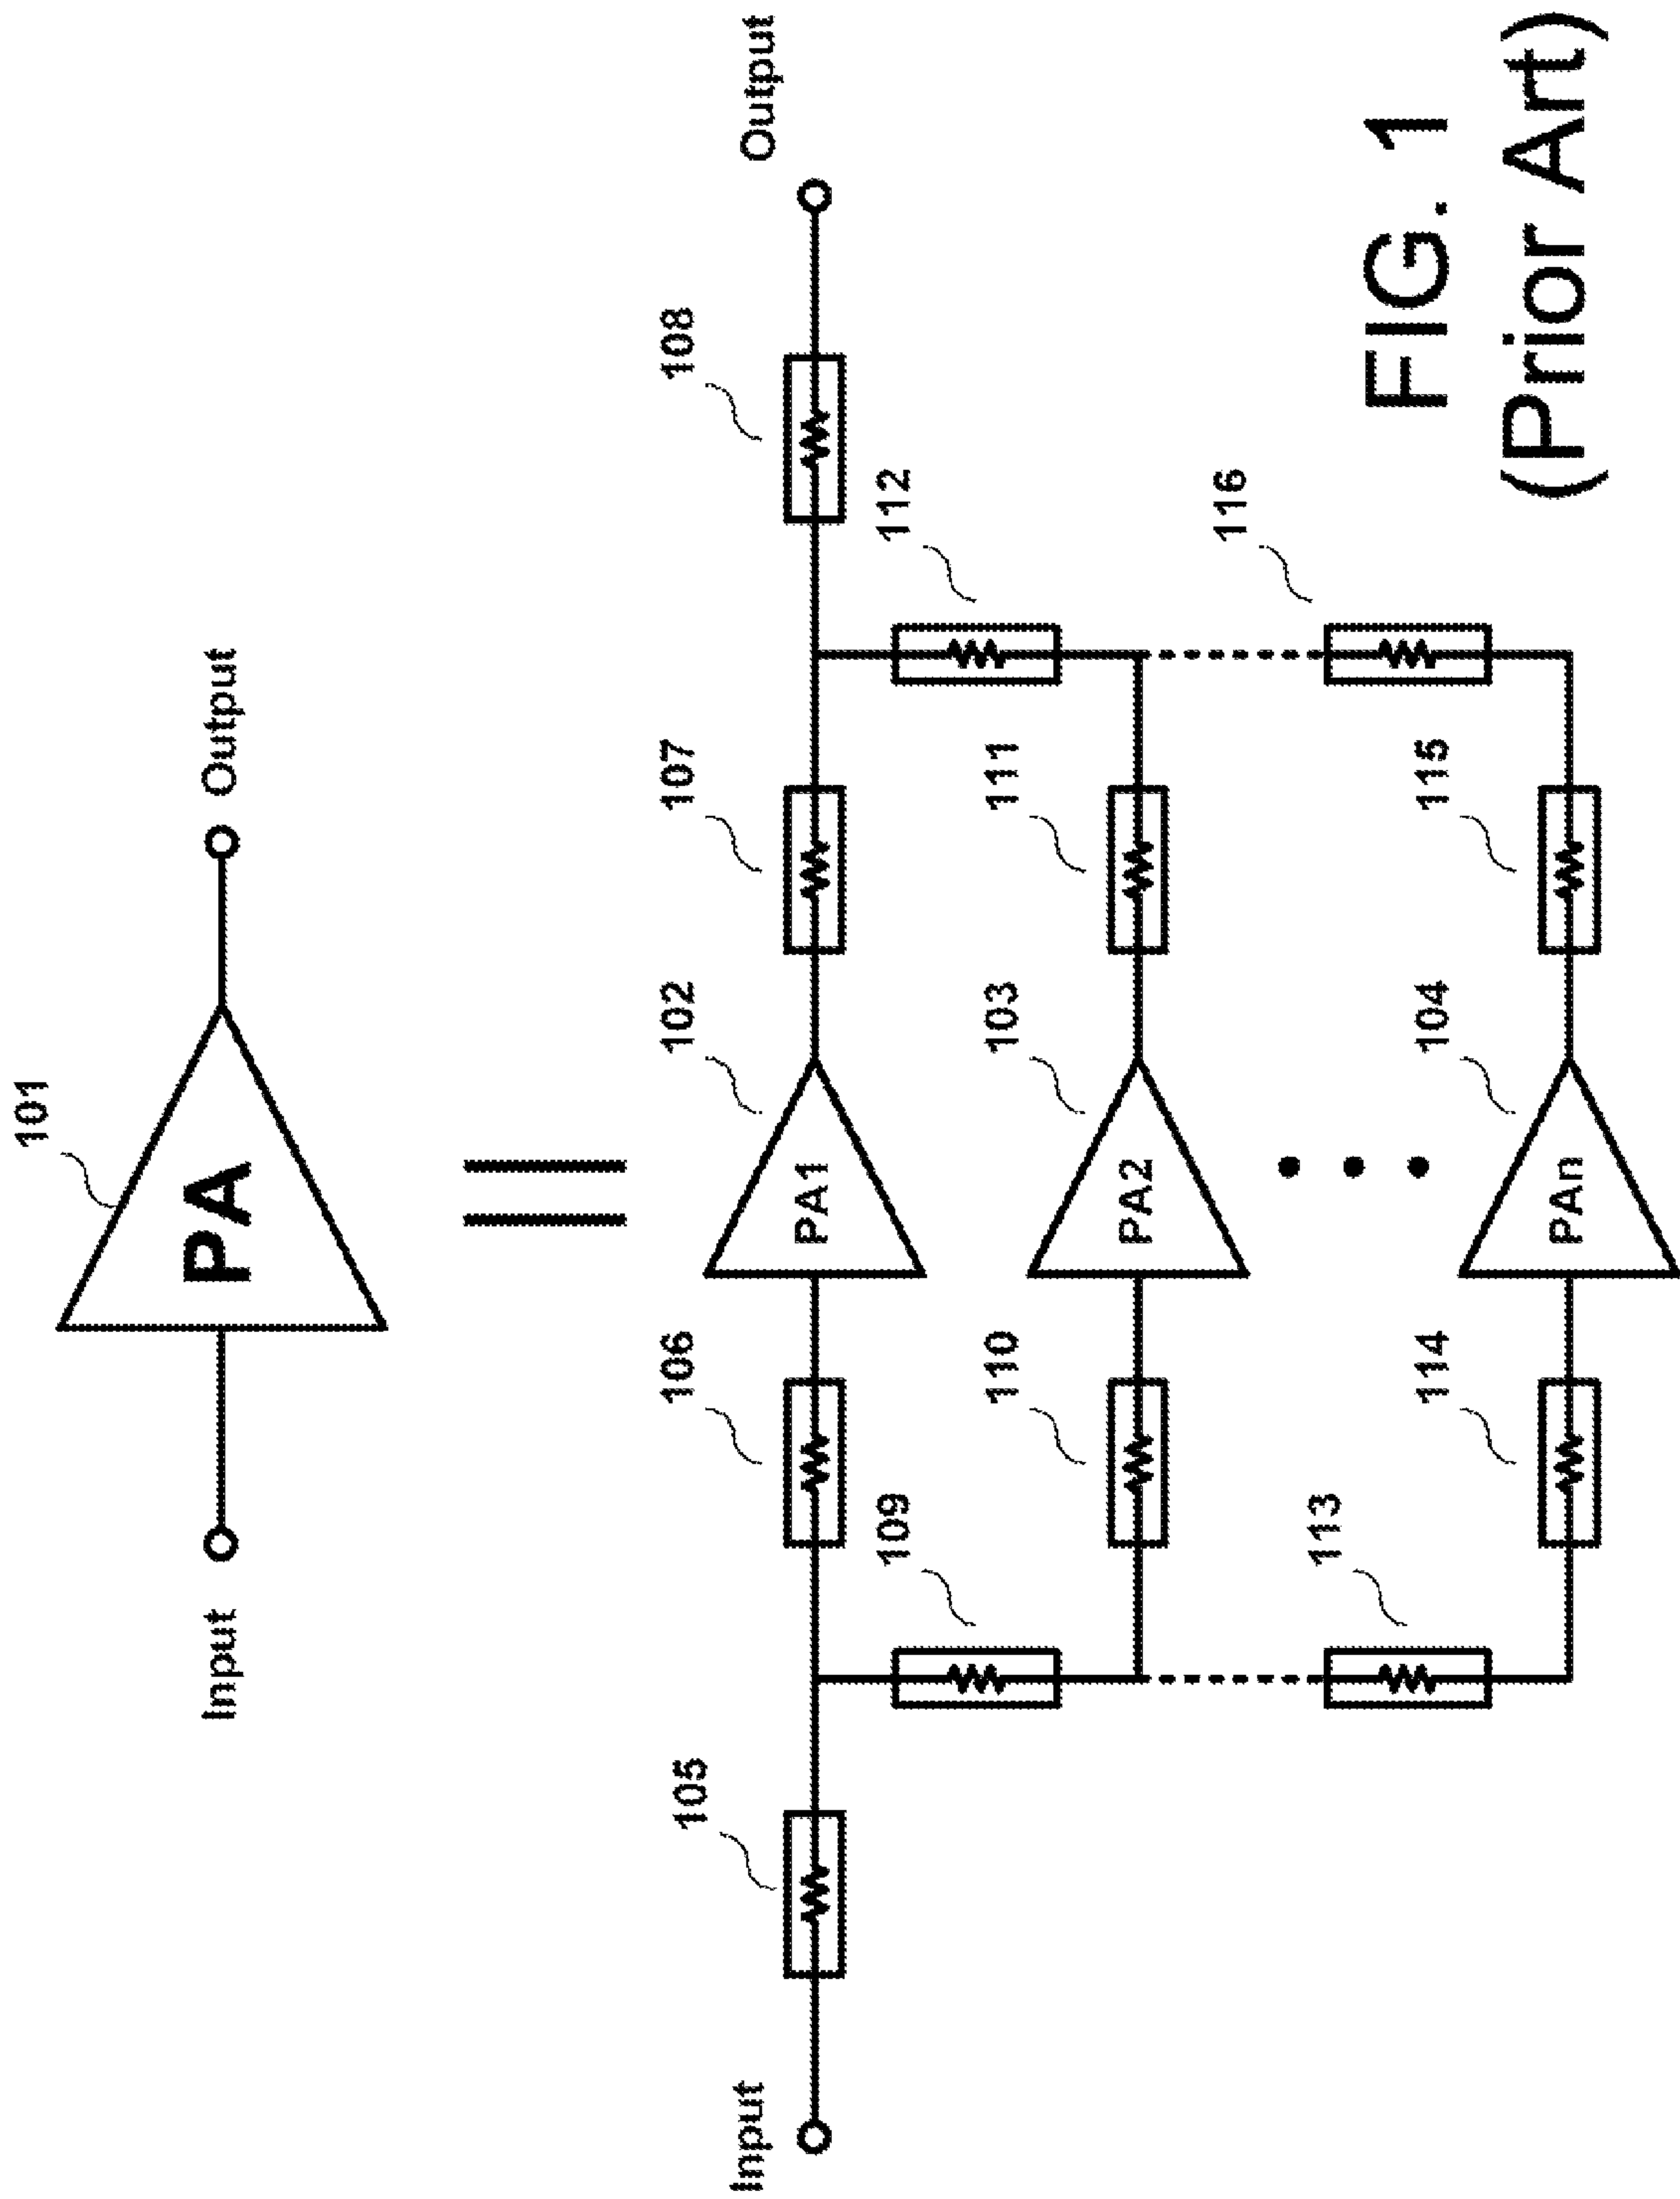 101
Input
PA
Output
Input
105
106
PA1
102
107
108
Output
109
110
PA2
103
111
112
113
114
PAn
104
115
116
FIG. 1
(Prior Art)